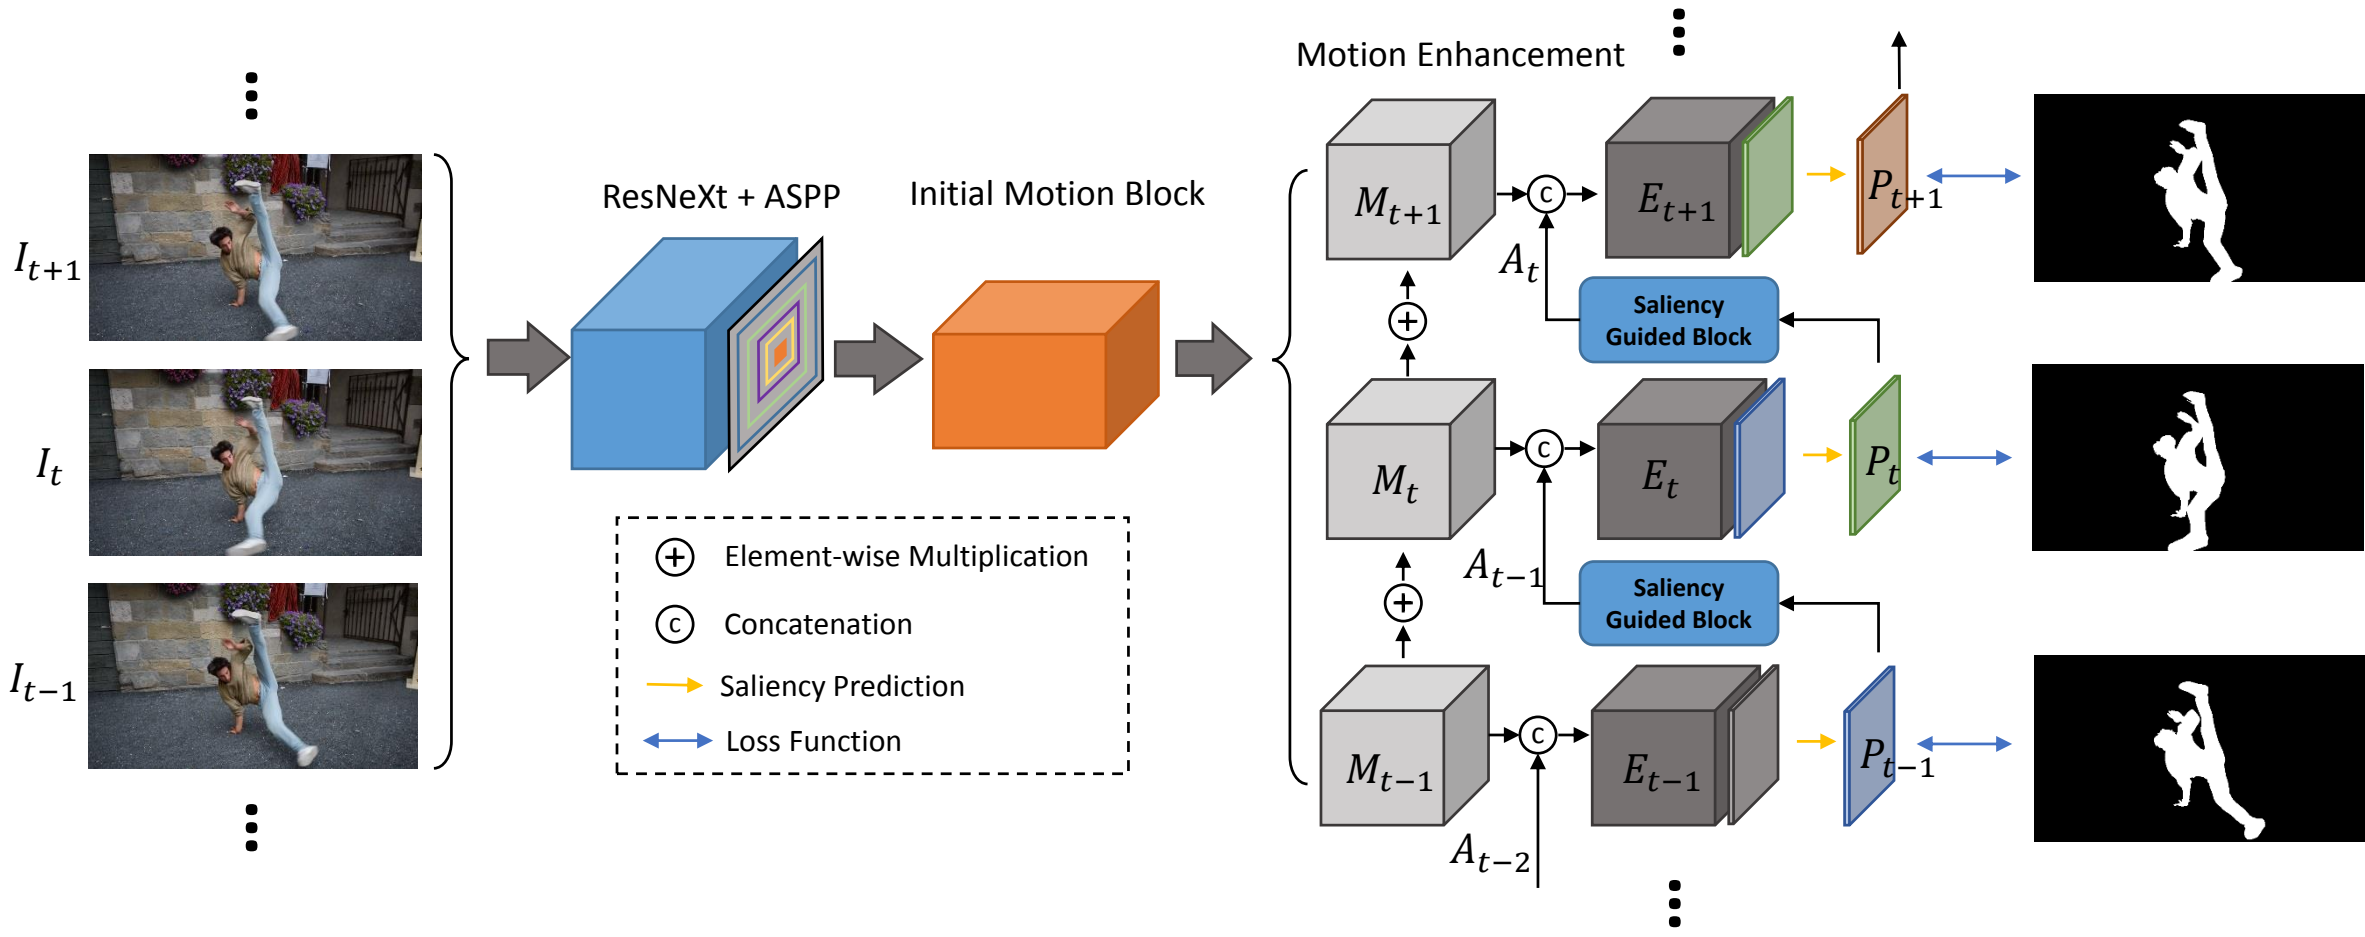 Motion Enhancement
ResNeXt + ASPP
Initial Motion Block
I_{t+1}
I_t
I_{t−1}
M_{t+1}
c
E_{t+1}
P_{t+1}
A_t
Saliency
Guided Block
+
M_t
c
E_t
P_t
A_{t−1}
Saliency
Guided Block
+
M_{t−1}
c
E_{t−1}
P_{t−1}
A_{t−2}
+ Element-wise Multiplication
c Concatenation
Saliency Prediction
Loss Function